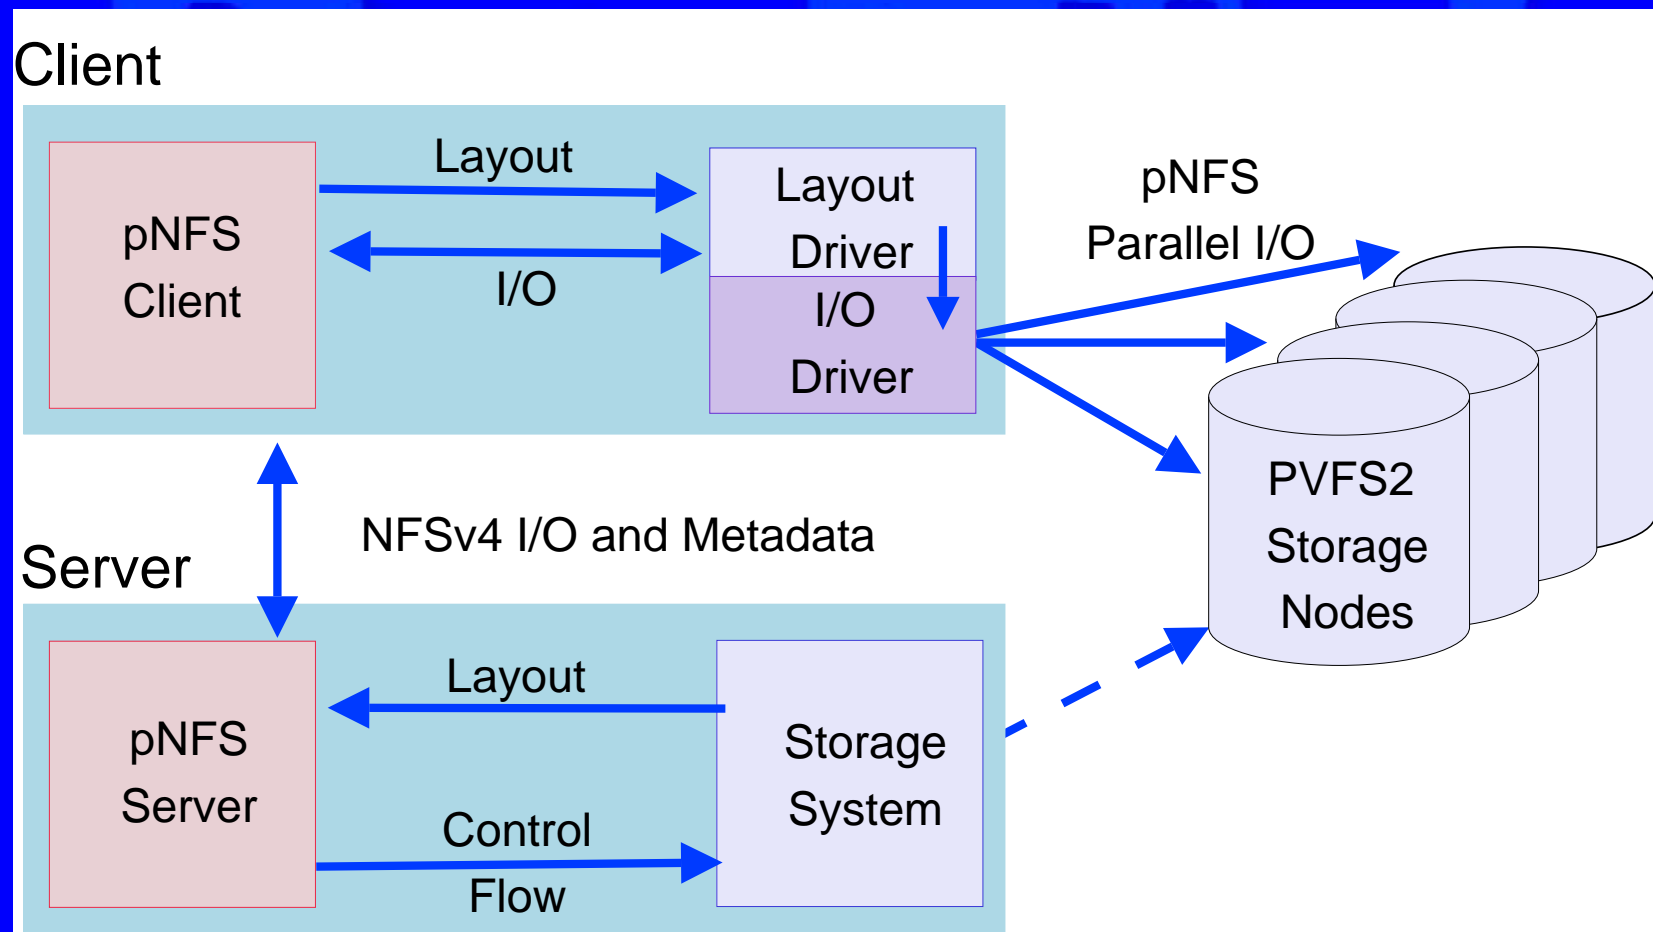 Client
pNFS
Client
Layout
I/O
Layout
Driver
I/O
Driver
pNFS
Parallel I/O
PVFS2
Storage
Nodes
NFSv4 I/O and Metadata
Server
pNFS
Server
Layout
Control
Flow
Storage
System